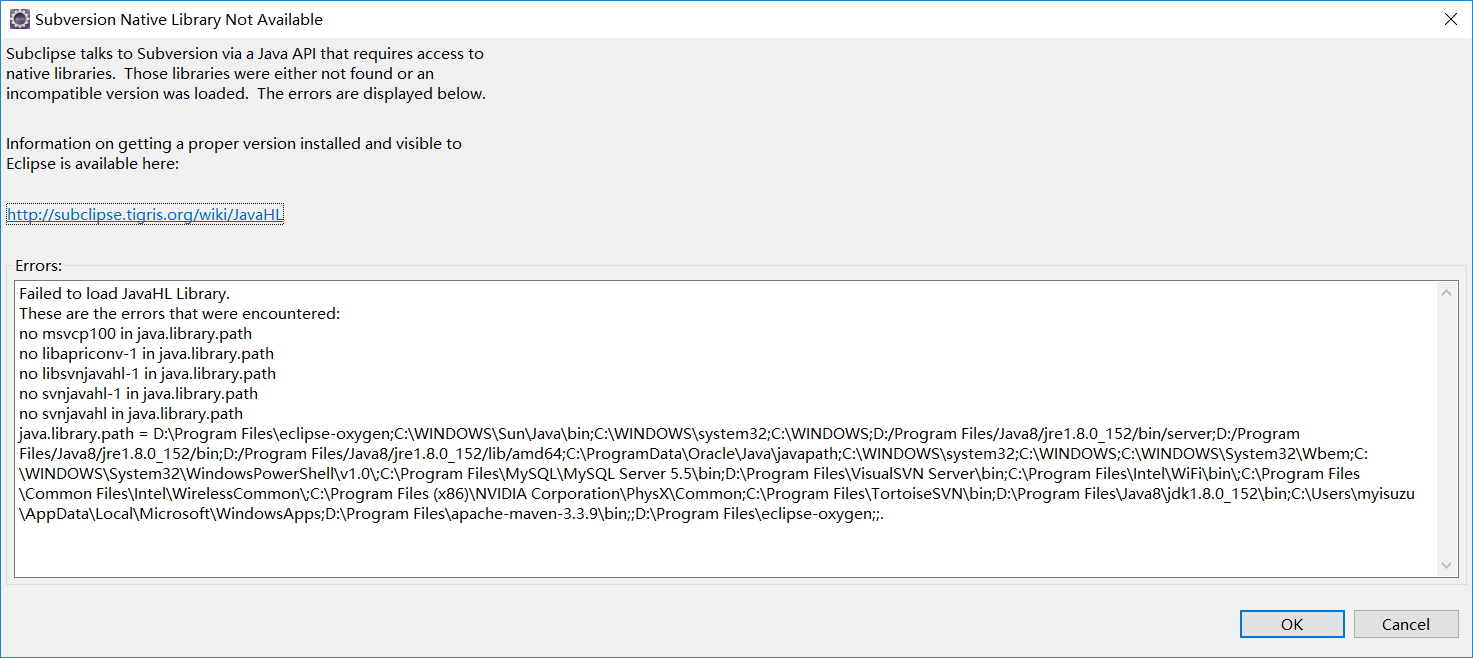 Subversion Native Library Not Available
Subclipse talks to Subversion via a Java API that requires access to
native libraries.  Those libraries were either not found or an
incompatible version was loaded.  The errors are displayed below.
Information on getting a proper version installed and visible to
Eclipse is available here:
http://subclipse.tigris.org/wiki/JavaHL
Errors:
Failed to load JavaHL Library.
These are the errors that were encountered:
no msvcp100 in java.library.path
no libapriconv-1 in java.library.path
no libsvnjavahl-1 in java.library.path
no svnjavahl-1 in java.library.path
no svnjavahl in java.library.path
java.library.path = D:\Program Files\eclipse-oxygen;C:\WINDOWS\Sun\Java\bin;C:\WINDOWS\system32;C:\WINDOWS;D:/Program Files/Java8/jre1.8.0_152/bin/server;D:/Program
Files/Java8/jre1.8.0_152/bin;D:/Program Files/Java8/jre1.8.0_152/lib/amd64;C:\ProgramData\Oracle\Java\javapath;C:\WINDOWS\system32;C:\WINDOWS;C:\WINDOWS\System32\Wbem;C:
\WINDOWS\System32\WindowsPowerShell\v1.0\;C:\Program Files\MySQL\MySQL Server 5.5\bin;D:\Program Files\VisualSVN Server\bin;C:\Program Files\Intel\WiFi\bin\;C:\Program Files
\Common Files\Intel\WirelessCommon\;C:\Program Files (x86)\NVIDIA Corporation\PhysX\Common;C:\Program Files\TortoiseSVN\bin;D:\Program Files\Java8\jdk1.8.0_152\bin;C:\Users\myisuzu
\AppData\Local\Microsoft\WindowsApps;D:\Program Files\apache-maven-3.3.9\bin;;D:\Program Files\eclipse-oxygen;;.
OK
Cancel